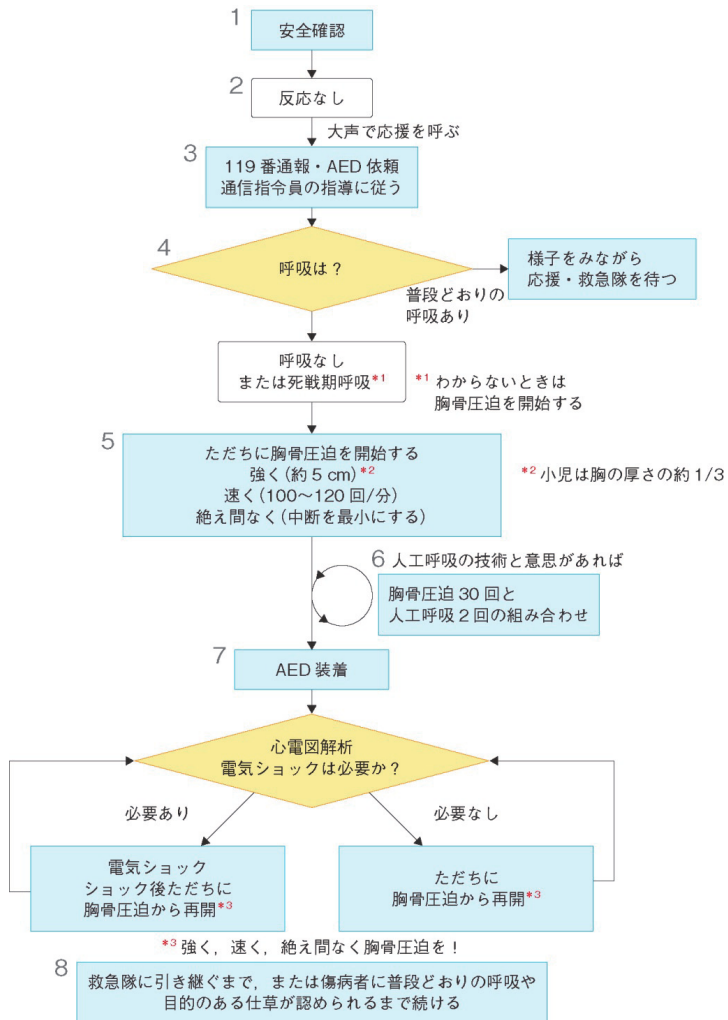 1
安全確認
2
反応なし
大声で応援を呼ぶ
3
119番通報・AED依頼
通信指令員の指導に従う
4
呼吸は？
様子をみながら
応援・救急隊を待つ
普段どおりの
呼吸あり
呼吸なし
または死戦期呼吸*1
*1 わからないときは
胸骨圧迫を開始する
5
ただちに胸骨圧迫を開始する
強く（約5 cm）*2
速く（100〜120回/分）
絶え間なく（中断を最小にする）
*2 小児は胸の厚さの約1/3
6 人工呼吸の技術と意思があれば
胸骨圧迫30回と
人工呼吸2回の組み合わせ
7
AED装着
心電図解析
電気ショックは必要か？
必要あり
必要なし
電気ショック
ショック後ただちに
胸骨圧迫から再開*3
ただちに
胸骨圧迫から再開*3
*3 強く，速く，絶え間なく胸骨圧迫を！
8
救急隊に引き継ぐまで，または傷病者に普段どおりの呼吸や
目的のある仕草が認められるまで続ける